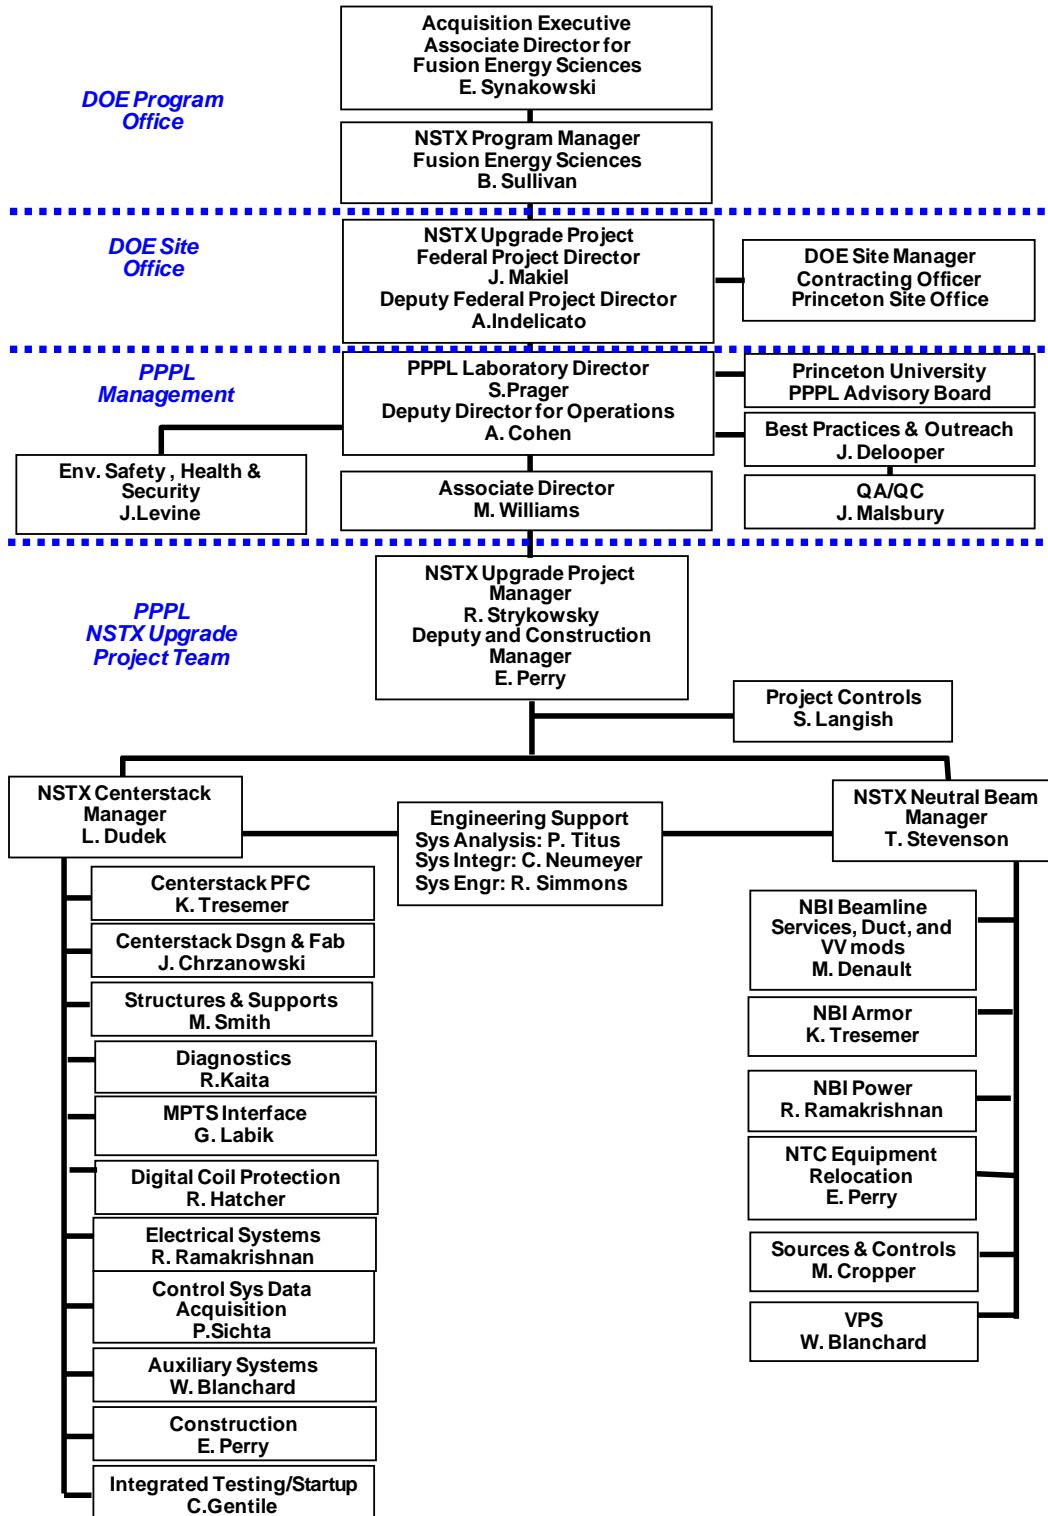 Acquisition Executive
Associate Director for
Fusion Energy Sciences
E. Synakowski
DOE Program
Office
NSTX Program Manager
Fusion Energy Sciences
B. Sullivan
DOE Site
Office
NSTX Upgrade Project
Federal Project Director
J. Makiel
Deputy Federal Project Director
A.Indelicato
DOE Site Manager
Contracting Officer
Princeton Site Office
PPPL
Management
PPPL Laboratory Director
S.Prager
Deputy Director for Operations
A. Cohen
Princeton University
PPPL Advisory Board
Best Practices & Outreach
J. Delooper
Env. Safety , Health &
Security
J.Levine
Associate Director
M. Williams
QA/QC
J. Malsbury
PPPL
NSTX Upgrade
Project Team
NSTX Upgrade Project
Manager
R. Strykowsky
Deputy and Construction
Manager
E. Perry
Project Controls
S. Langish
NSTX Centerstack
Manager
L. Dudek
Engineering Support
Sys Analysis: P. Titus
Sys Integr: C. Neumeyer
Sys Engr: R. Simmons
NSTX Neutral Beam
Manager
T. Stevenson
Centerstack PFC
K. Tresemer
Centerstack Dsgn & Fab
J. Chrzanowski
Structures & Supports
M. Smith
Diagnostics
R.Kaita
MPTS Interface
G. Labik
Digital Coil Protection
R. Hatcher
Electrical Systems
R. Ramakrishnan
Control Sys Data
Acquisition
P.Sichta
Auxiliary Systems
W. Blanchard
Construction
E. Perry
Integrated Testing/Startup
C.Gentile
NBI Beamline
Services, Duct, and
VV mods
M. Denault
NBI Armor
K. Tresemer
NBI Power
R. Ramakrishnan
NTC Equipment
Relocation
E. Perry
Sources & Controls
M. Cropper
VPS
W. Blanchard